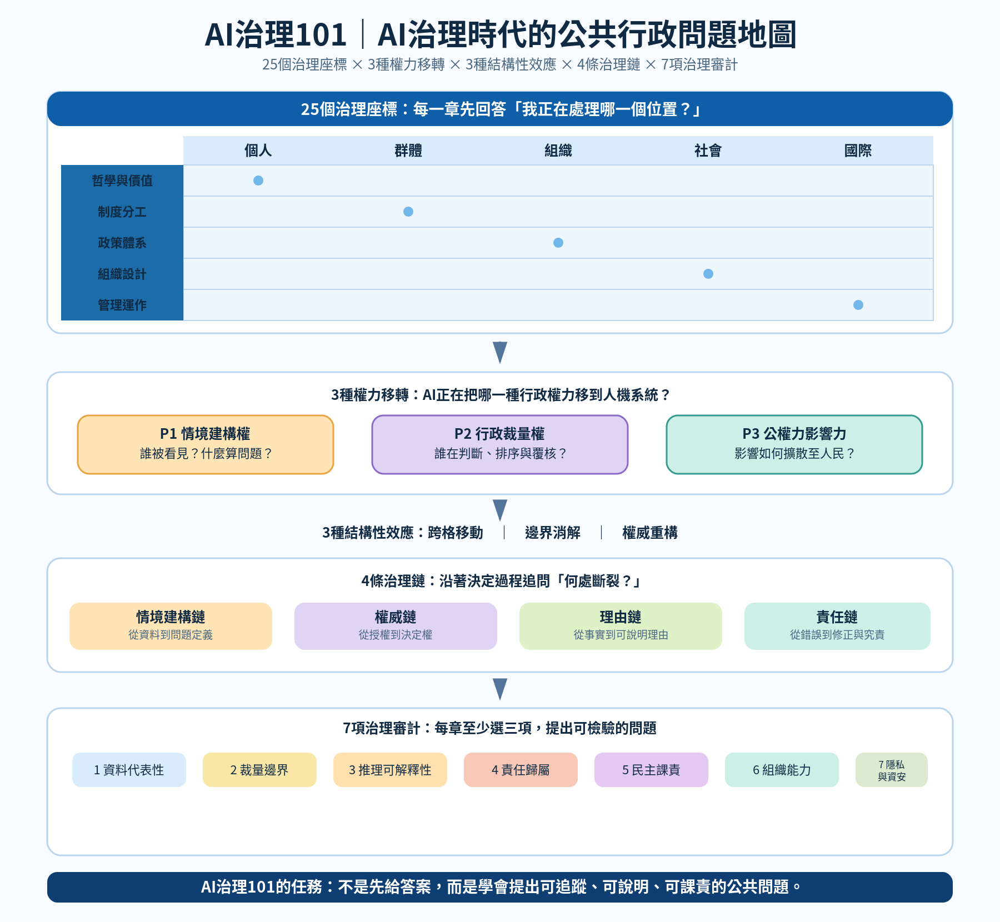 AI治理101｜AI治理時代的公共行政問題地圖
25個治理座標 × 3種權力移轉 × 3種結構性效應 × 4條治理鏈 × 7項治理審計
25個治理座標：每一章先回答「我正在處理哪一個位置？」
個人 群體 組織 社會 國際
哲學與價值
制度分工
政策體系
組織設計
管理運作
3種權力移轉：AI正在把哪一種行政權力移到人機系統？
P1 情境建構權
誰被看見？什麼算問題？
P2 行政裁量權
誰在判斷、排序與覆核？
P3 公權力影響力
影響如何擴散至人民？
3種結構性效應：跨格移動 ｜ 邊界消解 ｜ 權威重構
4條治理鏈：沿著決定過程追問「何處斷裂？」
情境建構鏈
從資料到問題定義
權威鏈
從授權到決定權
理由鏈
從事實到可說明理由
責任鏈
從錯誤到修正與究責
7項治理審計：每章至少選三項，提出可檢驗的問題
1 資料代表性
2 裁量邊界
3 推理可解釋性
4 責任歸屬
5 民主課責
6 組織能力
7 隱私
與資安
AI治理101的任務：不是先給答案，而是學會提出可追蹤、可說明、可課責的公共問題。